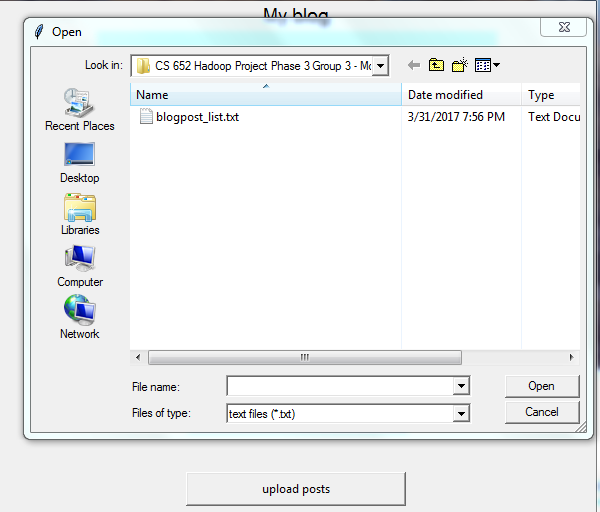 My blog
Open
Look in:
CS 652 Hadoop Project Phase 3 Group 3 - Mo
Name
Date modified
Type
blogpost_list.txt
3/31/2017 7:56 PM
Text Docu
Recent Places
Desktop
Libraries
Computer
Network
File name:
Open
Files of type:
text files (*.txt)
Cancel
upload posts